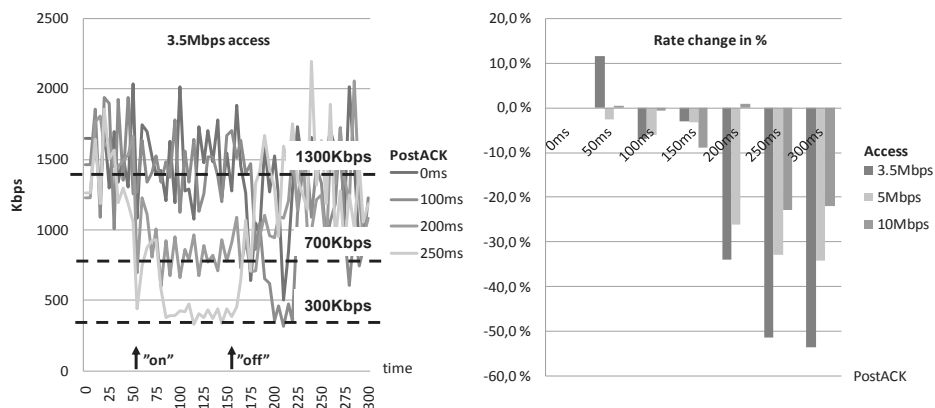 2500
2000
1500
1000
500
0
Kbps
3.5Mbps access
1300Kbps
700Kbps
300Kbps
"on"
"off"
time
0
25
50
75
100
125
150
175
200
225
250
275
300
PostACK
0ms
100ms
200ms
250ms
20,0 %
10,0 %
0,0 %
-10,0 %
-20,0 %
-30,0 %
-40,0 %
-50,0 %
-60,0 %
Rate change in %
0ms
50ms
100ms
150ms
200ms
250ms
300ms
PostACK
Access
3.5Mbps
5Mbps
10Mbps